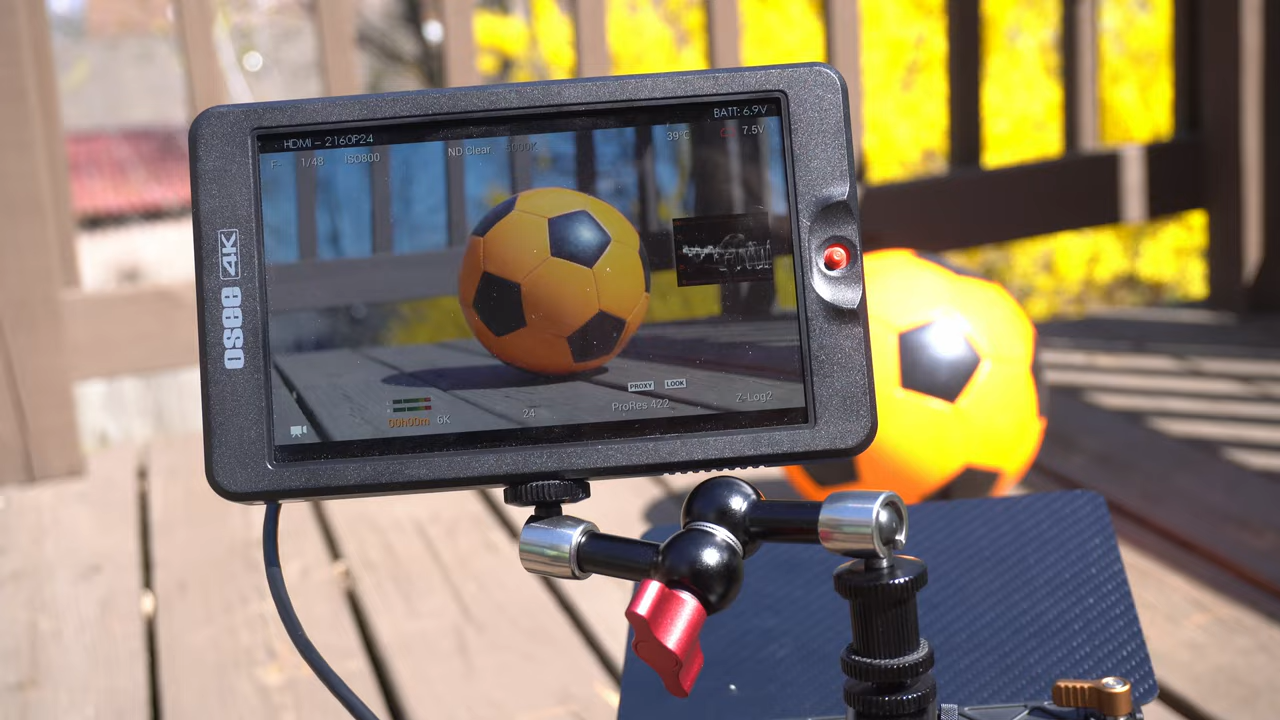 HDMI – 2160P24
BATT: 6.9V
F- 1/48 ISO800 ND Clear 5000K 39°C 7.5V
osee 4K
PROXY LOOK
00h00m 6K 24 ProRes 422 Z-Log2